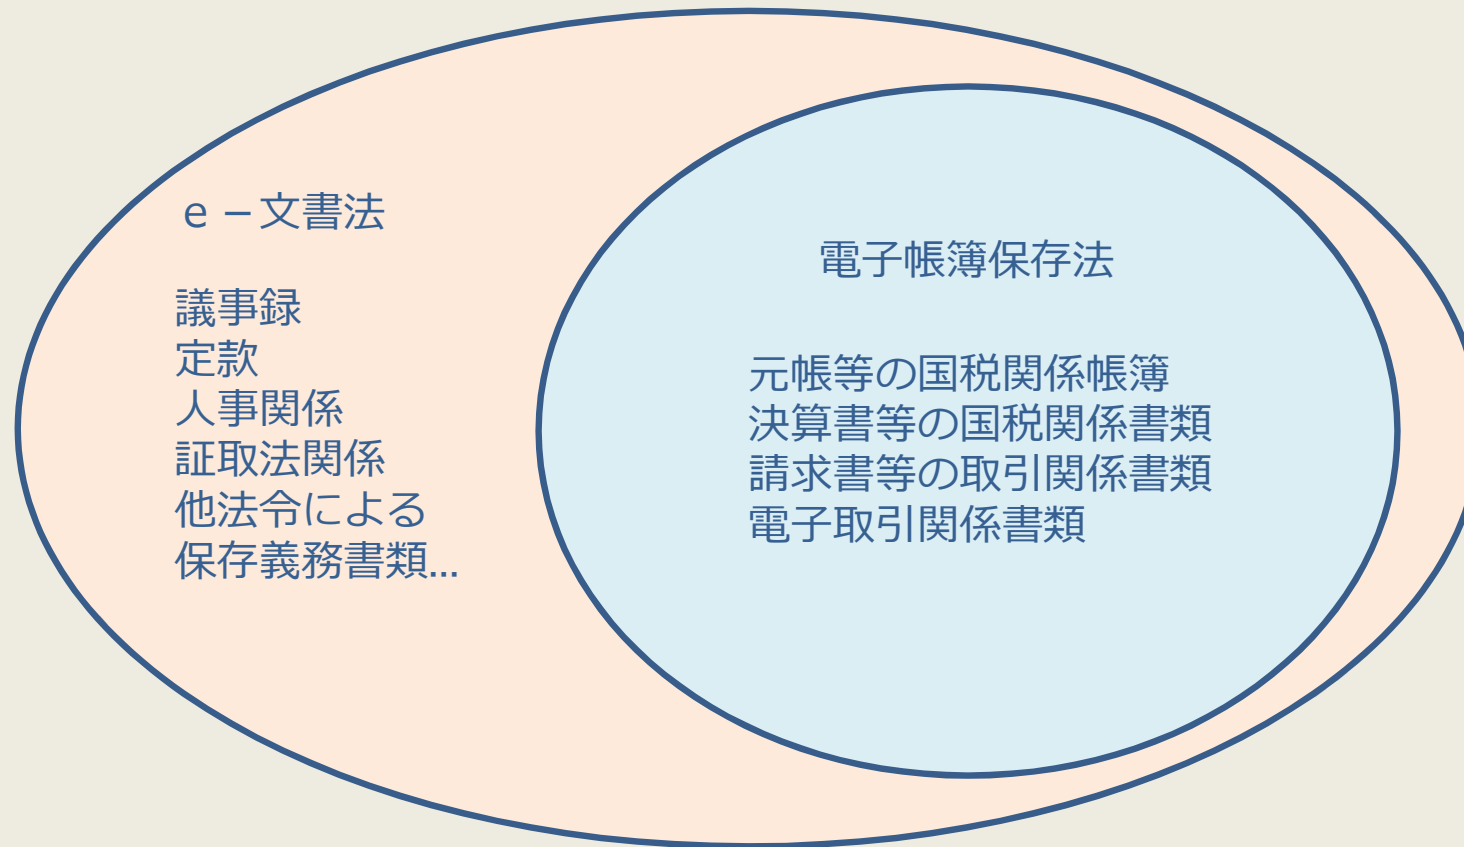 ｅ－文書法
議事録
定款
人事関係
証取法関係
他法令による
保存義務書類…
電子帳簿保存法
元帳等の国税関係帳簿
決算書等の国税関係書類
請求書等の取引関係書類
電子取引関係書類